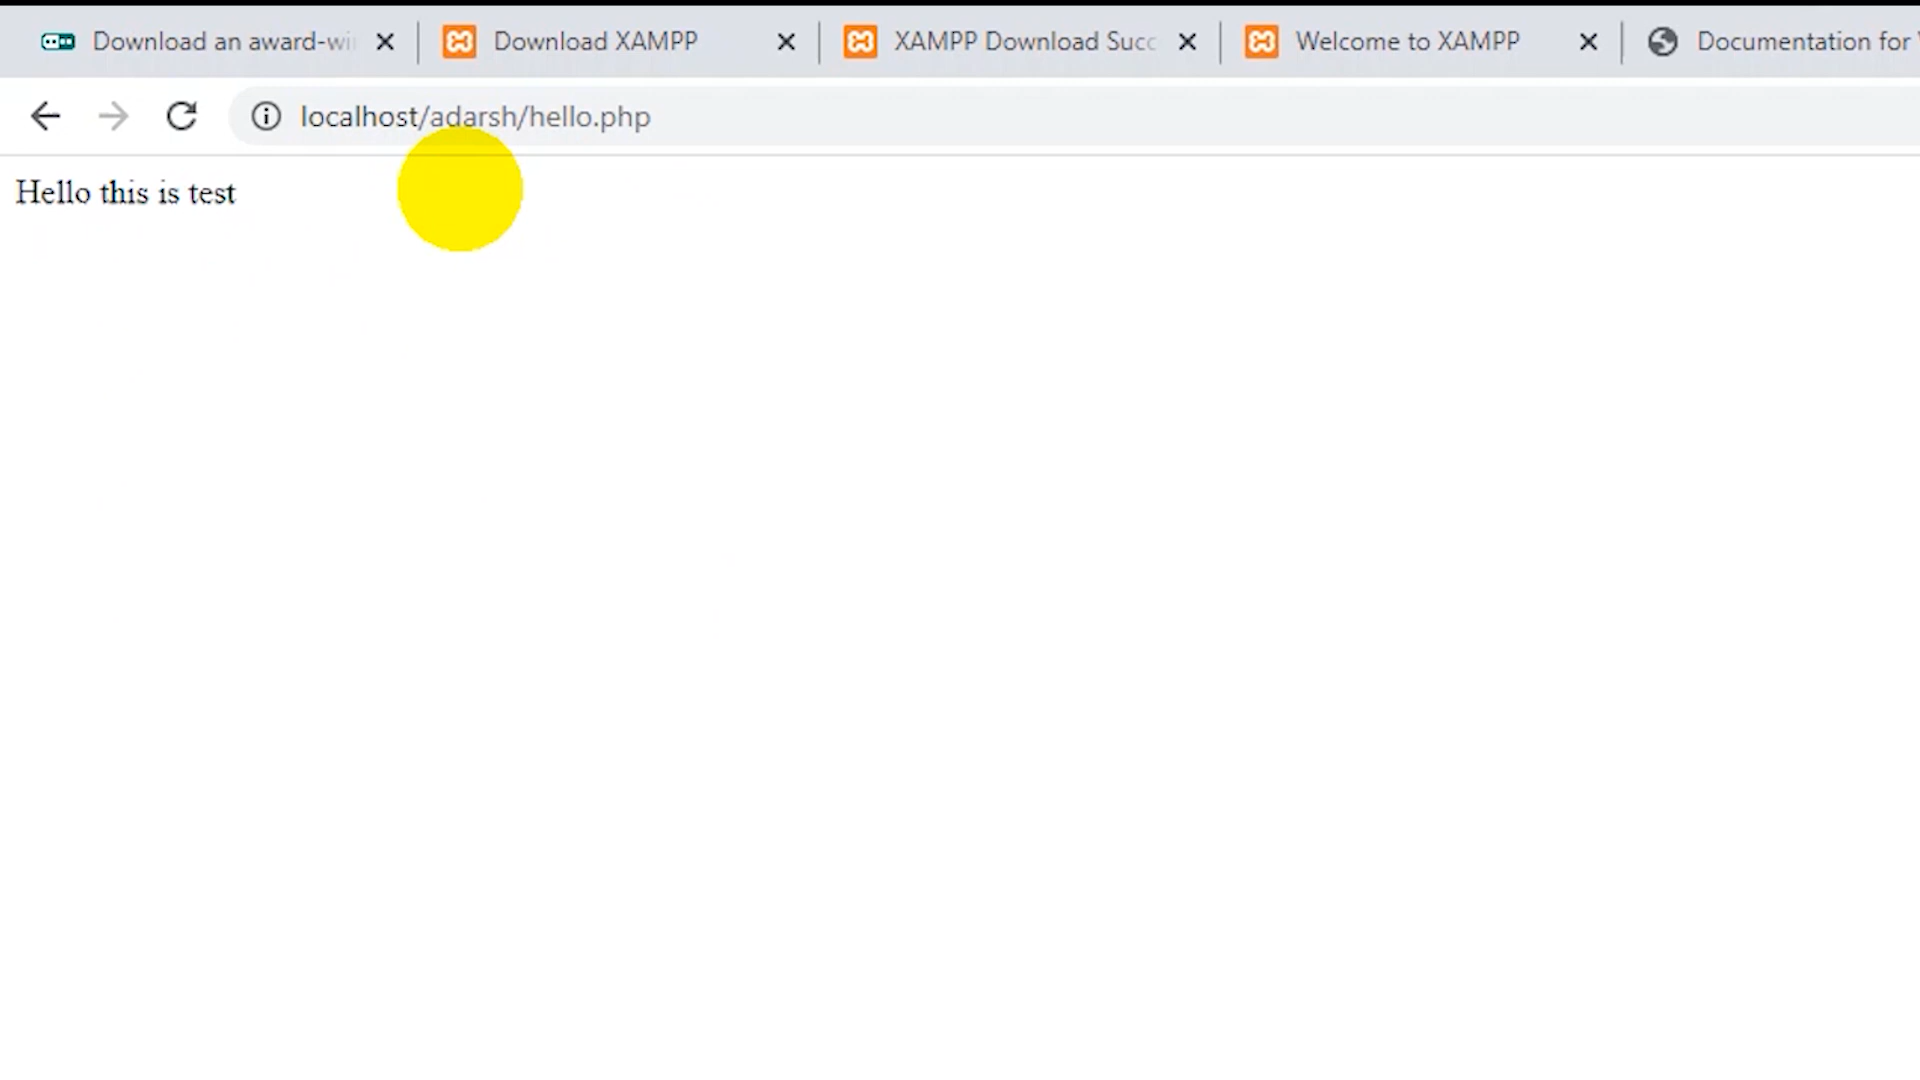 Download an award-wi
Download XAMPP
XAMPP Download Succ
Welcome to XAMPP
Documentation for
localhost/adarsh/hello.php
Hello this is test